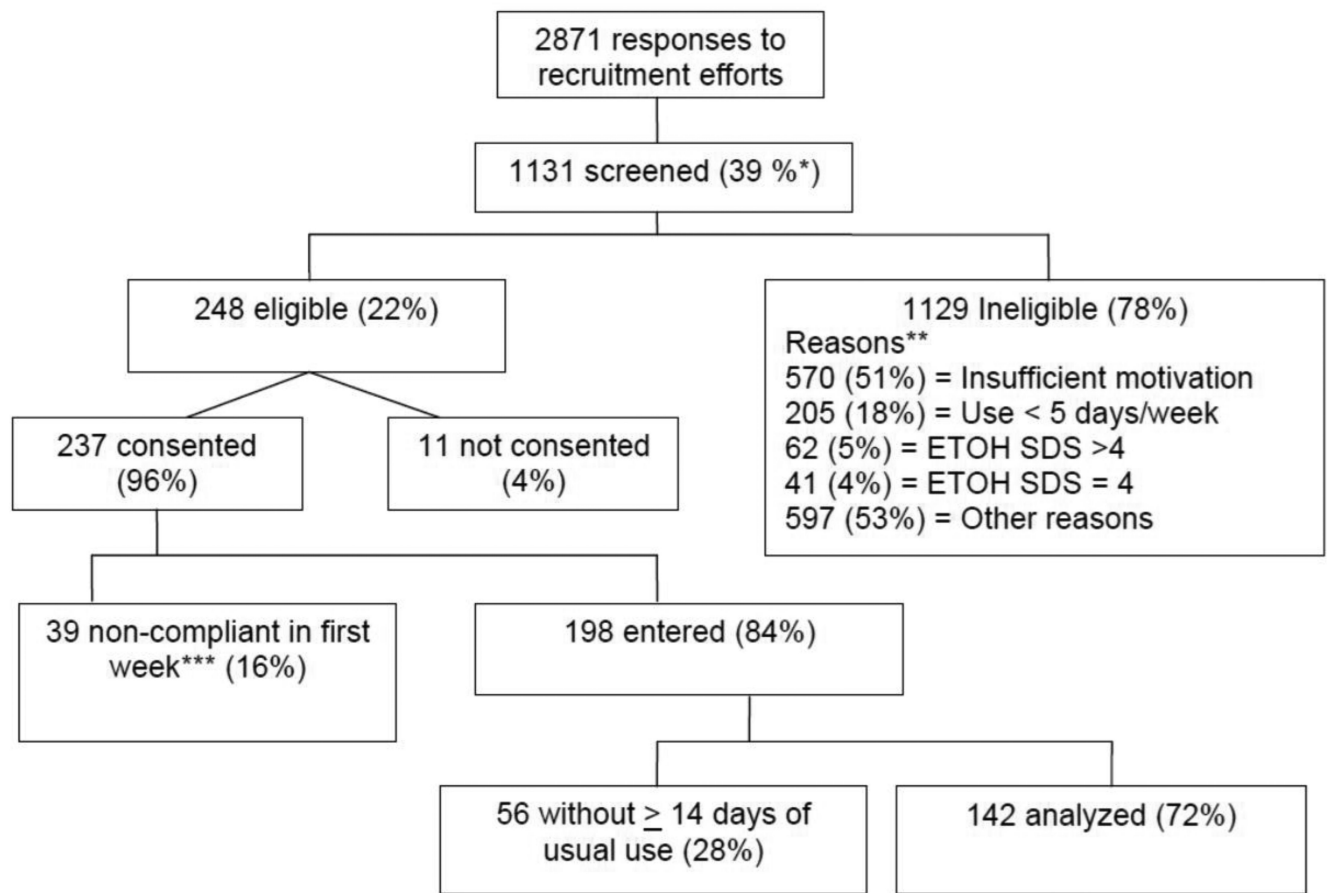 2871 responses to
recruitment efforts
1131 screened (39 %*)
248 eligible (22%)
1129 Ineligible (78%)
Reasons**
570 (51%) = Insufficient motivation
205 (18%) = Use < 5 days/week
62 (5%) = ETOH SDS >4
41 (4%) = ETOH SDS = 4
597 (53%) = Other reasons
237 consented
(96%)
11 not consented
(4%)
39 non-compliant in first
week*** (16%)
198 entered (84%)
56 without ≥ 14 days of
usual use (28%)
142 analyzed (72%)